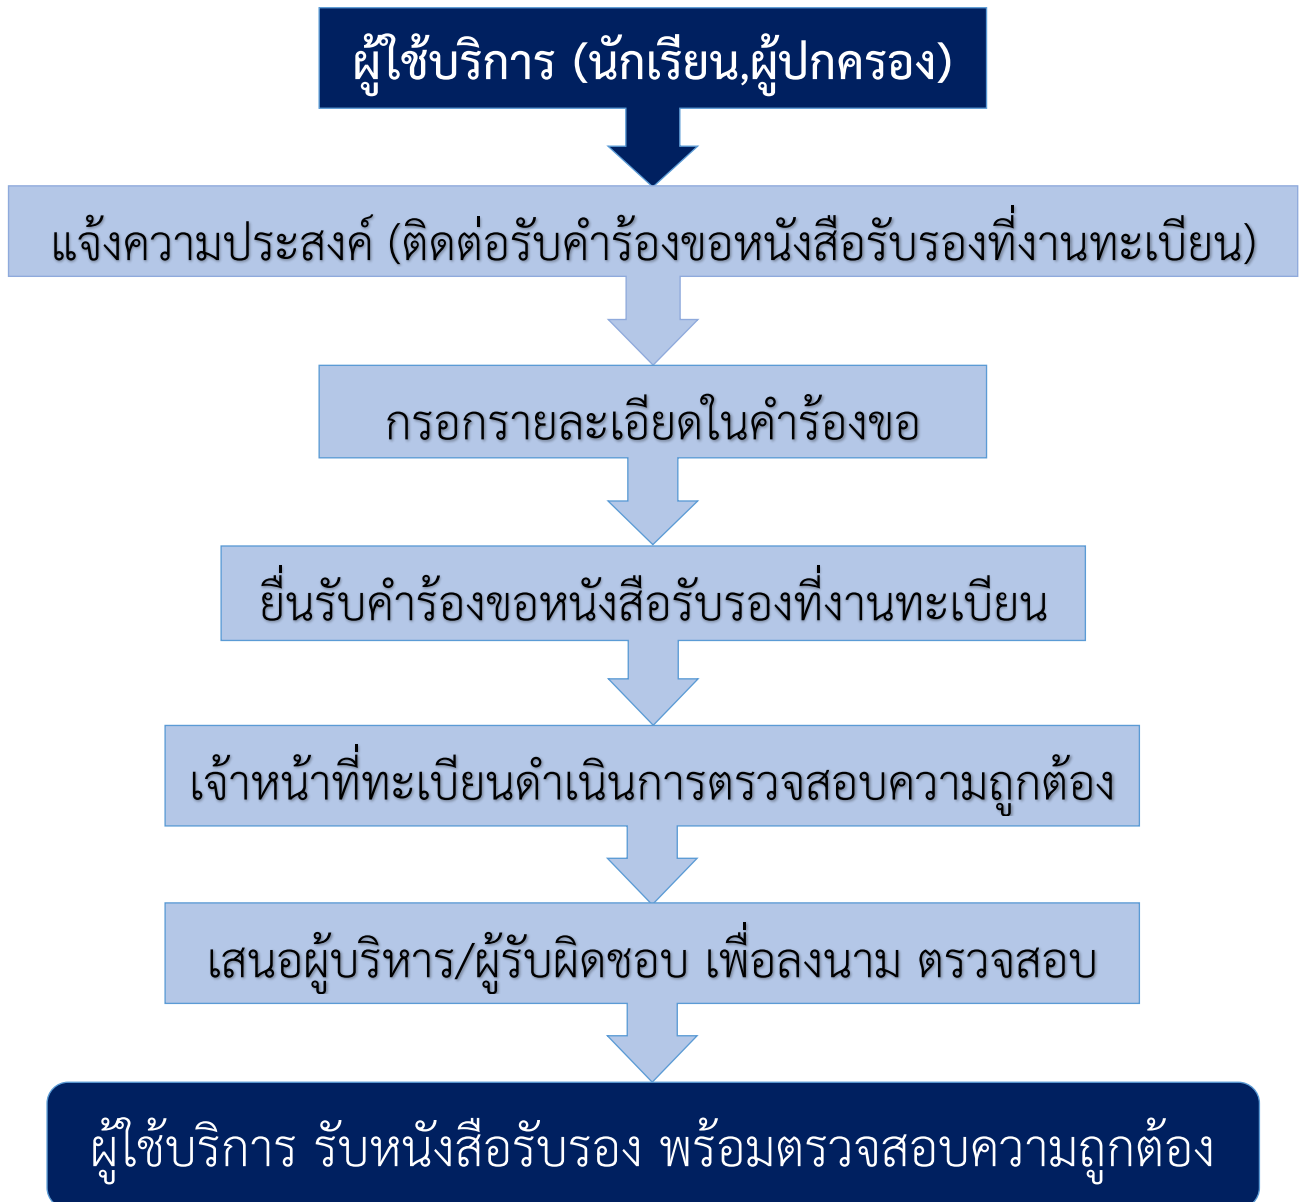 ผู้ใช้บริการ (นักเรียน,ผู้ปกครอง)
แจ้งความประสงค์ (ติดต่อรับคำร้องขอหนังสือรับรองที่งานทะเบียน)
กรอกรายละเอียดในคำร้องขอ
ยื่นรับคำร้องขอหนังสือรับรองที่งานทะเบียน
เจ้าหน้าที่ทะเบียนดำเนินการตรวจสอบความถูกต้อง
เสนอผู้บริหาร/ผู้รับผิดชอบ เพื่อลงนาม ตรวจสอบ
ผู้ใช้บริการ รับหนังสือรับรอง พร้อมตรวจสอบความถูกต้อง